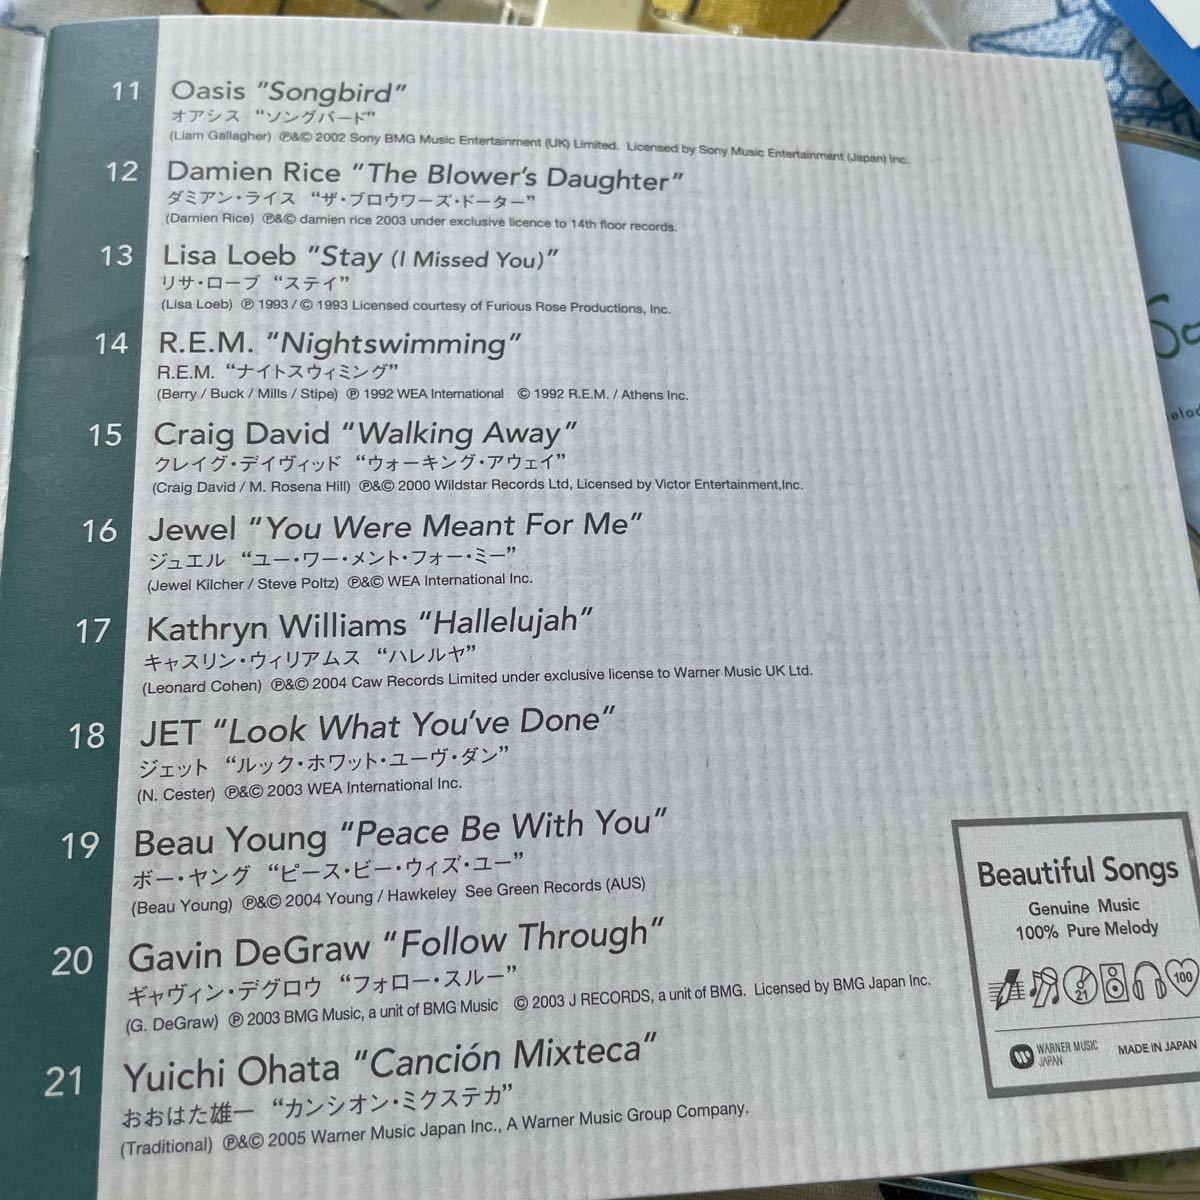 11 Oasis "Songbird"
オアシス “ソングバード”
(Liam Gallagher) ℗&© 2002 Sony BMG Music Entertainment (UK) Limited. Licensed by Sony Music Entertainment (Japan) Inc.
12 Damien Rice "The Blower's Daughter"
ダミアン・ライス “ザ・ブロウワーズ・ドーター”
(Damien Rice) ℗&© damien rice 2003 under exclusive licence to 14th floor records.
13 Lisa Loeb "Stay (I Missed You)"
リサ・ローブ “ステイ”
(Lisa Loeb) ℗ 1993 / © 1993 Licensed courtesy of Furious Rose Productions, Inc.
14 R.E.M. "Nightswimming"
R.E.M. “ナイトスウィミング”
(Berry / Buck / Mills / Stipe) ℗ 1992 WEA International © 1992 R.E.M. / Athens Inc.
15 Craig David "Walking Away"
クレイグ・デイヴィッド “ウォーキング・アウェイ”
(Craig David / M. Rosena Hill) ℗&© 2000 Wildstar Records Ltd, Licensed by Victor Entertainment,Inc.
16 Jewel "You Were Meant For Me"
ジュエル “ユー・ワー・メント・フォー・ミー”
(Jewel Kilcher / Steve Poltz) ℗&© WEA International Inc.
17 Kathryn Williams "Hallelujah"
キャスリン・ウィリアムス “ハレルヤ”
(Leonard Cohen) ℗&© 2004 Caw Records Limited under exclusive license to Warner Music UK Ltd.
18 JET "Look What You've Done"
ジェット “ルック・ホワット・ユーヴ・ダン”
(N. Cester) ℗&© 2003 WEA International Inc.
19 Beau Young "Peace Be With You"
ボー・ヤング “ピース・ビー・ウィズ・ユー”
(Beau Young) ℗&© 2004 Young / Hawkeley See Green Records (AUS)
20 Gavin DeGraw "Follow Through"
ギャヴィン・デグロウ “フォロー・スルー”
(G. DeGraw) ℗ 2003 BMG Music, a unit of BMG Music © 2003 J RECORDS, a unit of BMG. Licensed by BMG Japan Inc.
21 Yuichi Ohata "Canción Mixteca"
おおはた雄一 “カンシオン・ミクステカ”
(Traditional) ℗&© 2005 Warner Music Japan Inc., A Warner Music Group Company.
Beautiful Songs
Genuine Music
100% Pure Melody
21 100
WARNER MUSIC
JAPAN
MADE IN JAPAN